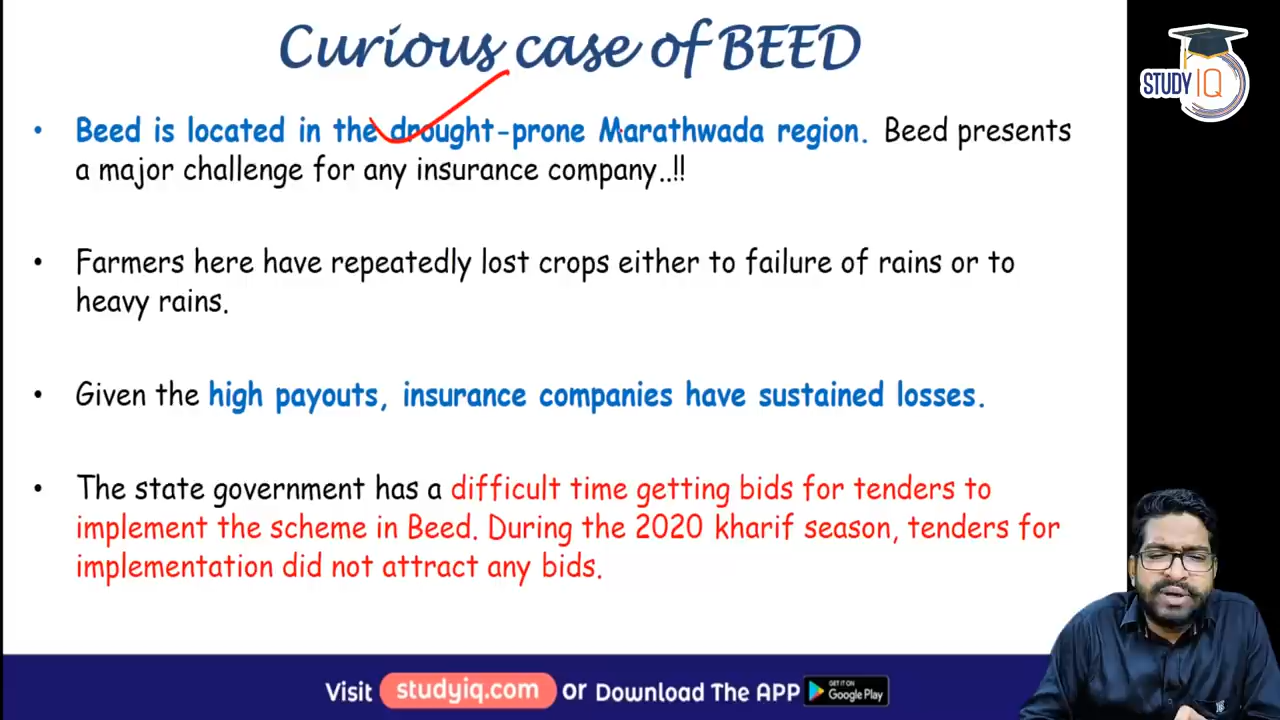 Curious case of BEED
STUDY IQ
• Beed is located in the drought-prone Marathwada region. Beed presents
a major challenge for any insurance company..!!
• Farmers here have repeatedly lost crops either to failure of rains or to
heavy rains.
• Given the high payouts, insurance companies have sustained losses.
• The state government has a difficult time getting bids for tenders to
implement the scheme in Beed. During the 2020 kharif season, tenders for
implementation did not attract any bids.
Visit studyiq.com or Download The APP GET IT ON Google Play